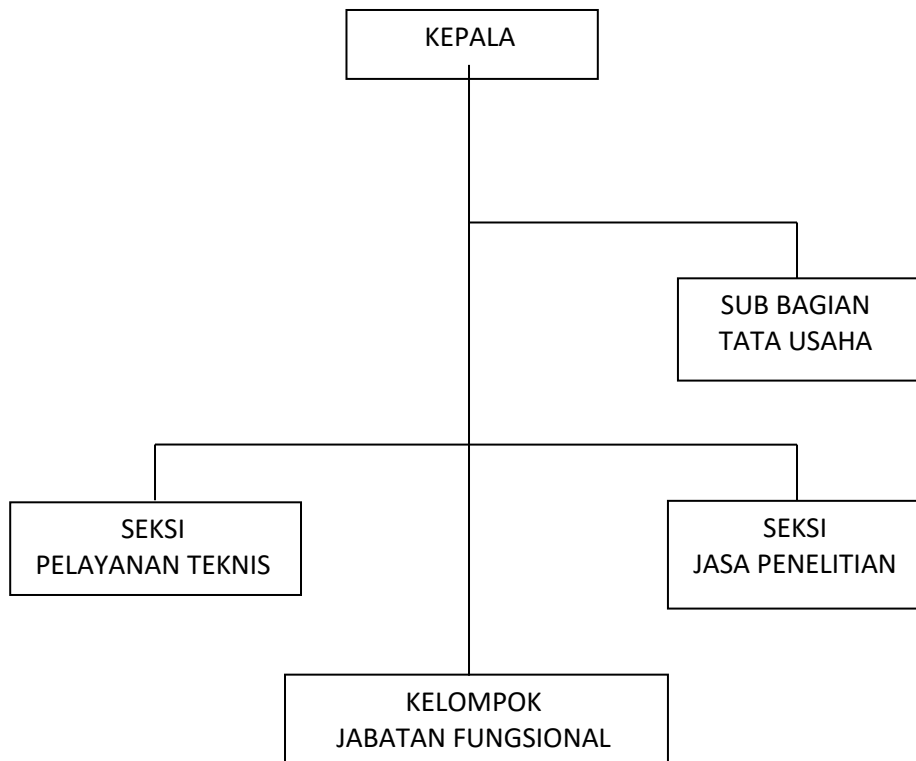 KEPALA
SUB BAGIAN
TATA USAHA
SEKSI
PELAYANAN TEKNIS
SEKSI
JASA PENELITIAN
KELOMPOK
JABATAN FUNGSIONAL